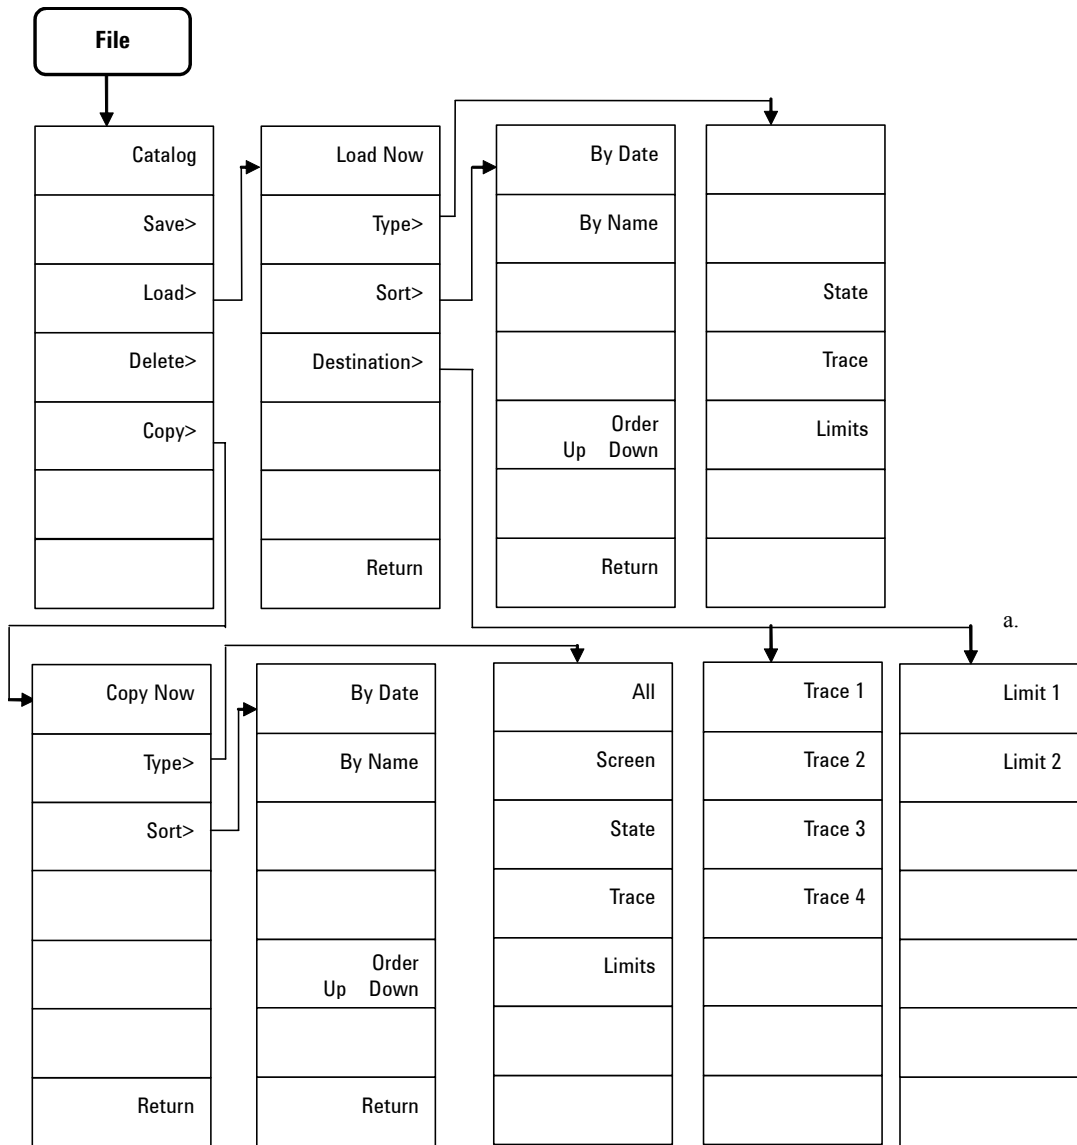 File
Catalog
Save>
Load>
Delete>
Copy>
Load Now
Type>
Sort>
Destination>
Return
By Date
By Name
Order
Up Down
Return
State
Trace
Limits
a.
Copy Now
Type>
Sort>
Return
By Date
By Name
Order
Up Down
Return
All
Screen
State
Trace
Limits
Trace 1
Trace 2
Trace 3
Trace 4
Limit 1
Limit 2